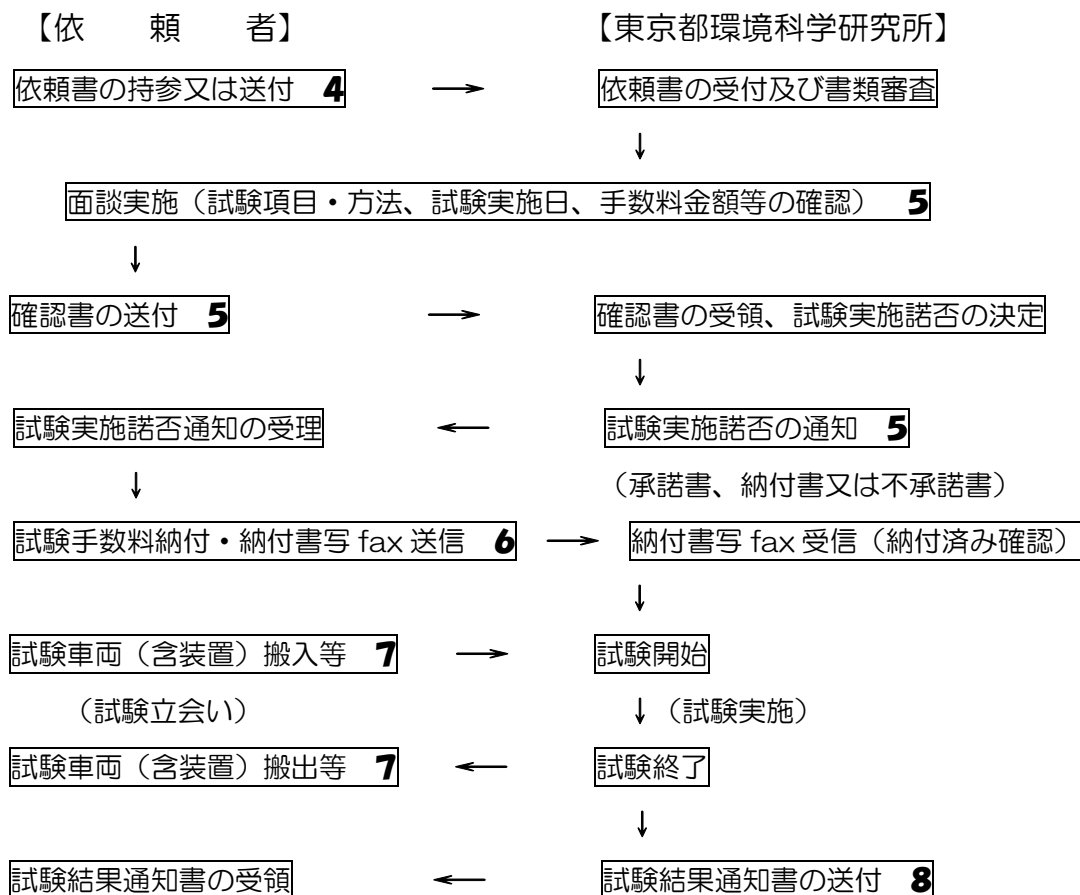 【依　頼　者】 【東京都環境科学研究所】
依頼書の持参又は送付 4 → 依頼書の受付及び書類審査
↓
面談実施（試験項目・方法、試験実施日、手数料金額等の確認） 5
↓
確認書の送付 5 → 確認書の受領、試験実施諾否の決定
↓
試験実施諾否通知の受理 ← 試験実施諾否の通知 5
↓ （承諾書、納付書又は不承諾書）
試験手数料納付・納付書写 fax 送信 6 → 納付書写 fax 受信（納付済み確認）
↓
試験車両（含装置）搬入等 7 → 試験開始
（試験立会い） ↓（試験実施）
試験車両（含装置）搬出等 7 ← 試験終了
↓
試験結果通知書の受領 ← 試験結果通知書の送付 8